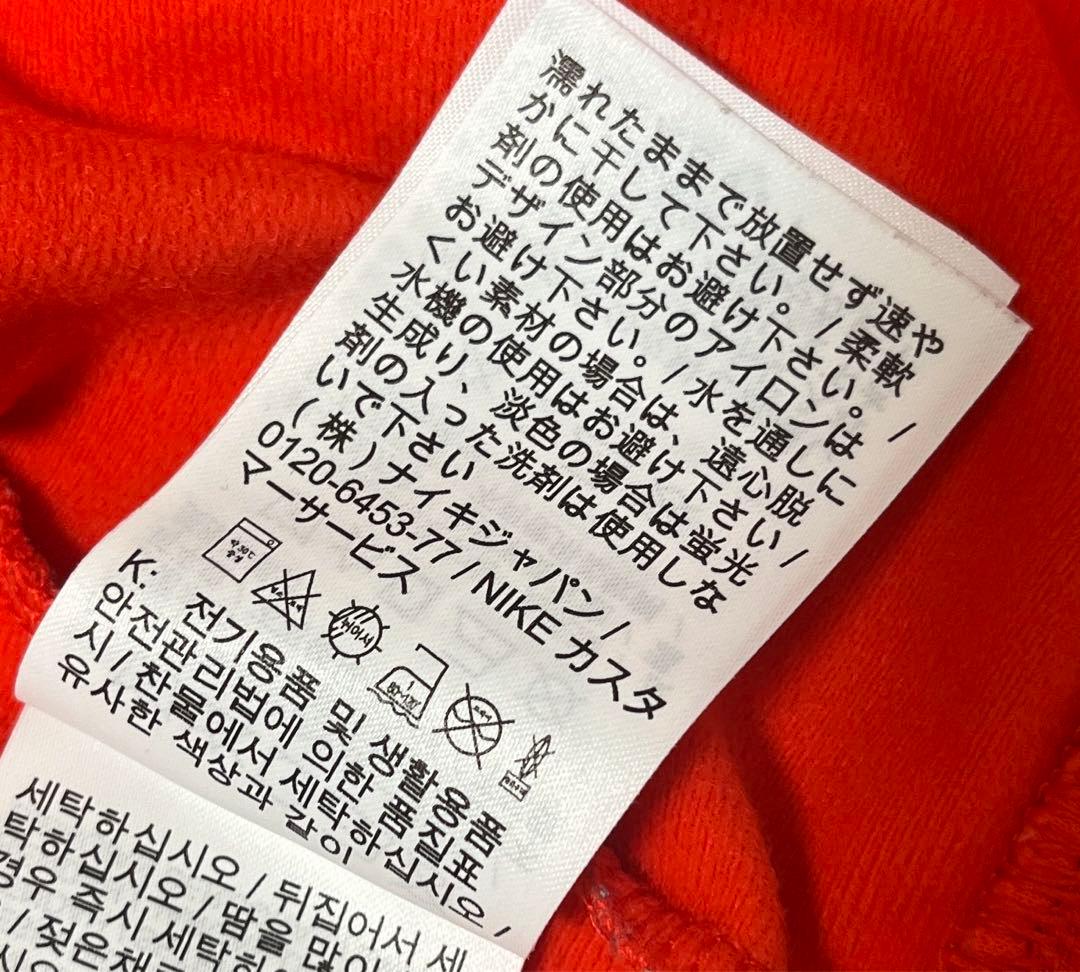 濡れたままで放置せず速や
かに干して下さい。/ 柔軟
剤の使用はお避け下さい。 /
デザイン部分のアイロンは
お避け下さい。/ 水を通しに
くい素材の場合は、遠心脱
水機の使用はお避け下さい /
生成り、淡色の場合は蛍光
剤の入った洗剤は使用しな
いで下さい
(株)ナイキジャパン /
0120-6453-77 / NIKE カスタ
マーサービス
약30℃
중성
K: 전기용품 및 생활용품
안전관리법에 의한 품질표
시 / 찬물에서 세탁하십시오 /
유사한 색상과 같이
세탁하십시오 / 뒤집어서 세
탁하십시오 / 땀을 많이
경우 즉시 세탁하
/ 젖은채